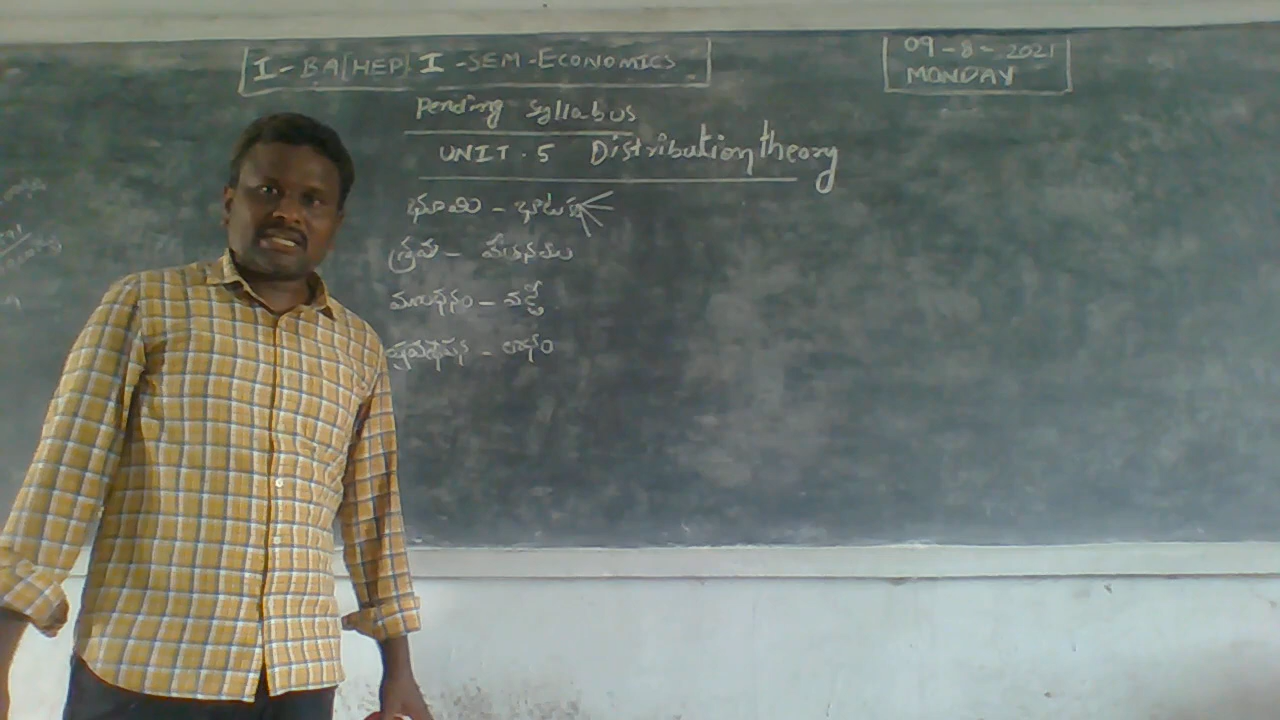 I - BA[HEP] I - SEM - ECONOMICS
09 - 8 - 2021
MONDAY
Pending Syllabus
UNIT . 5 Distribution theory
భూమి - భాటకం
శ్రమ - వేతనము
మూలధనం - వడ్డీ
వ్యవస్థాపన - లాభం